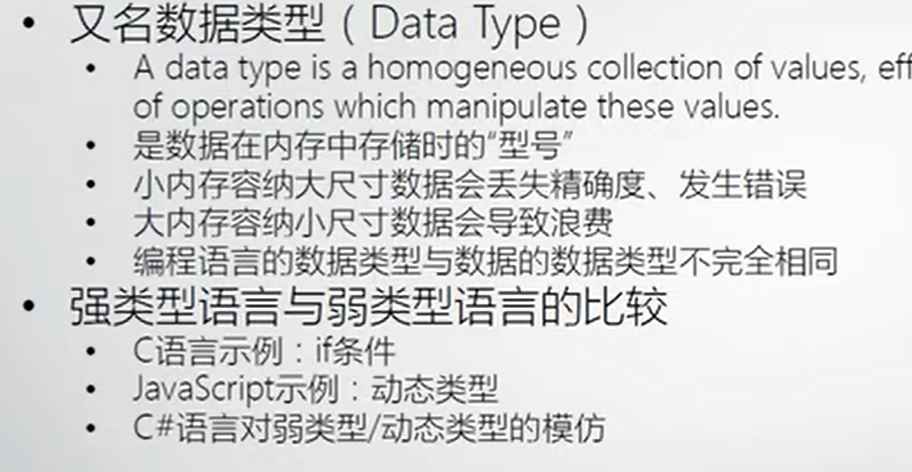 • 又名数据类型（Data Type）
• A data type is a homogeneous collection of values, eff
of operations which manipulate these values.
• 是数据在内存中存储时的“型号”
• 小内存容纳大尺寸数据会丢失精确度、发生错误
• 大内存容纳小尺寸数据会导致浪费
• 编程语言的数据类型与数据的数据类型不完全相同
• 强类型语言与弱类型语言的比较
• C语言示例：if条件
• JavaScript示例：动态类型
• C#语言对弱类型/动态类型的模仿